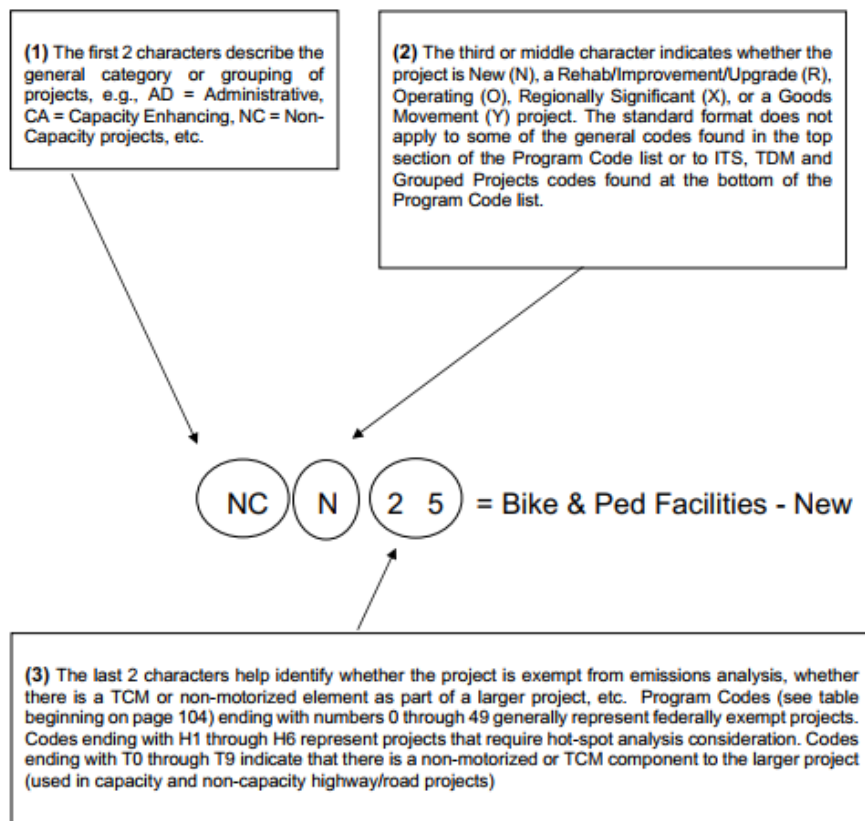 (1) The first 2 characters describe the
general category or grouping of
projects, e.g., AD = Administrative,
CA = Capacity Enhancing, NC = Non-
Capacity projects, etc.
(2) The third or middle character indicates whether the
project is New (N), a Rehab/Improvement/Upgrade (R),
Operating (O), Regionally Significant (X), or a Goods
Movement (Y) project. The standard format does not
apply to some of the general codes found in the top
section of the Program Code list or to ITS, TDM and
Grouped Projects codes found at the bottom of the
Program Code list.
NC N 2 5 = Bike & Ped Facilities - New
(3) The last 2 characters help identify whether the project is exempt from emissions analysis, whether
there is a TCM or non-motorized element as part of a larger project, etc. Program Codes (see table
beginning on page 104) ending with numbers 0 through 49 generally represent federally exempt projects.
Codes ending with H1 through H6 represent projects that require hot-spot analysis consideration. Codes
ending with T0 through T9 indicate that there is a non-motorized or TCM component to the larger project
(used in capacity and non-capacity highway/road projects)